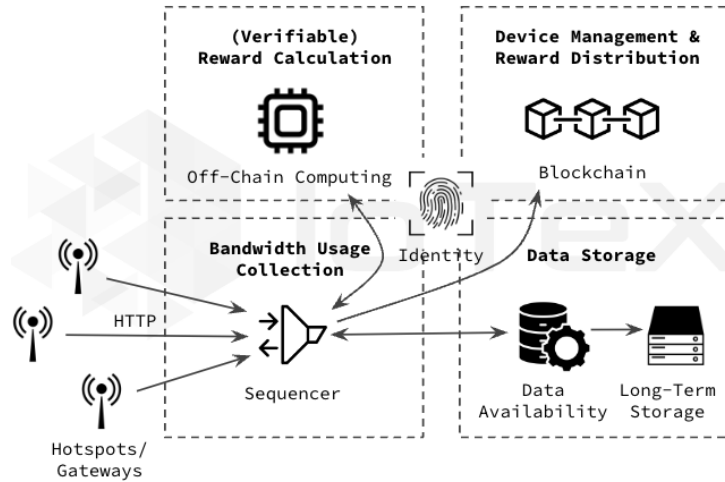 (Verifiable)
Reward Calculation
Off-Chain Computing
Device Management &
Reward Distribution
Blockchain
Identity
Bandwidth Usage
Collection
Sequencer
HTTP
Hotspots/
Gateways
Data Storage
Data
Availability
Long-Term
Storage
IoTeX